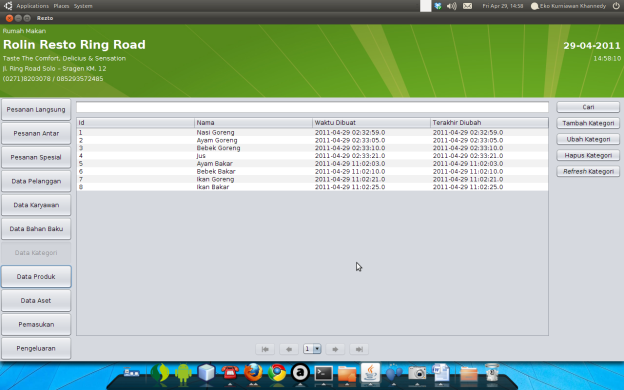 Applications Places System
Fri Apr 29, 14:58 Eko Kurniawan Khannedy
Resto
Rumah Makan
Rolin Resto Ring Road
29-04-2011
Taste The Comfort, Delicius & Sensation
14:58:10
Jl. Ring Road Solo - Sragen KM. 12
(0271)8203078 / 085293572485
Pesanan Langsung
Pesanan Antar
Pesanan Spesial
Data Pelanggan
Data Karyawan
Data Bahan Baku
Data Kategori
Data Produk
Data Aset
Pemasukan
Pengeluaran
Id Nama Waktu Dibuat Terakhir Diubah
1 Nasi Goreng 2011-04-29 02:32:59.0 2011-04-29 02:32:59.0
2 Ayam Goreng 2011-04-29 02:33:05.0 2011-04-29 02:33:05.0
3 Bebek Goreng 2011-04-29 02:33:10.0 2011-04-29 02:33:10.0
4 Jus 2011-04-29 02:33:21.0 2011-04-29 02:33:21.0
5 Ayam Bakar 2011-04-29 11:02:03.0 2011-04-29 11:02:03.0
6 Bebek Bakar 2011-04-29 11:02:10.0 2011-04-29 11:02:10.0
7 Ikan Goreng 2011-04-29 11:02:21.0 2011-04-29 11:02:21.0
8 Ikan Bakar 2011-04-29 11:02:25.0 2011-04-29 11:02:25.0
1
Cari
Tambah Kategori
Ubah Kategori
Hapus Kategori
Refresh Kategori